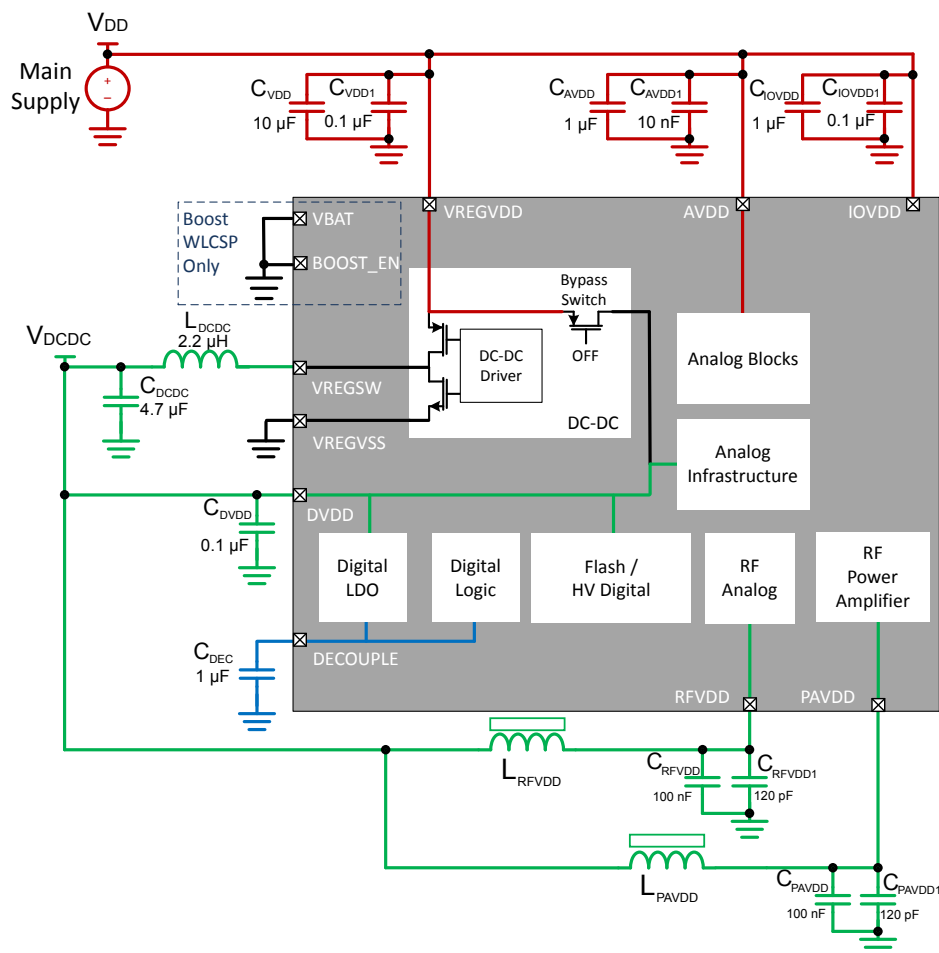 VDD
Main
Supply
+
−
CVDD
10 µF
CVDD1
0.1 µF
CAVDD
1 µF
CAVDD1
10 nF
CIOVDD
1 µF
CIOVDD1
0.1 µF
Boost
WLCSP
Only
VBAT
BOOST_EN
VREGVDD
AVDD
IOVDD
Bypass
Switch
OFF
DC-DC
Driver
DC-DC
Analog Blocks
Analog
Infrastructure
VDCDC
LDCDC
2.2 µH
CDCDC
4.7 µF
VREGSW
VREGVSS
CDVDD
0.1 µF
DVDD
Digital
LDO
Digital
Logic
Flash /
HV Digital
RF
Analog
RF
Power
Amplifier
CDEC
1 µF
DECOUPLE
RFVDD
PAVDD
LRFVDD
CRFVDD
100 nF
CRFVDD1
120 pF
LPAVDD
CPAVDD
100 nF
CPAVDD1
120 pF